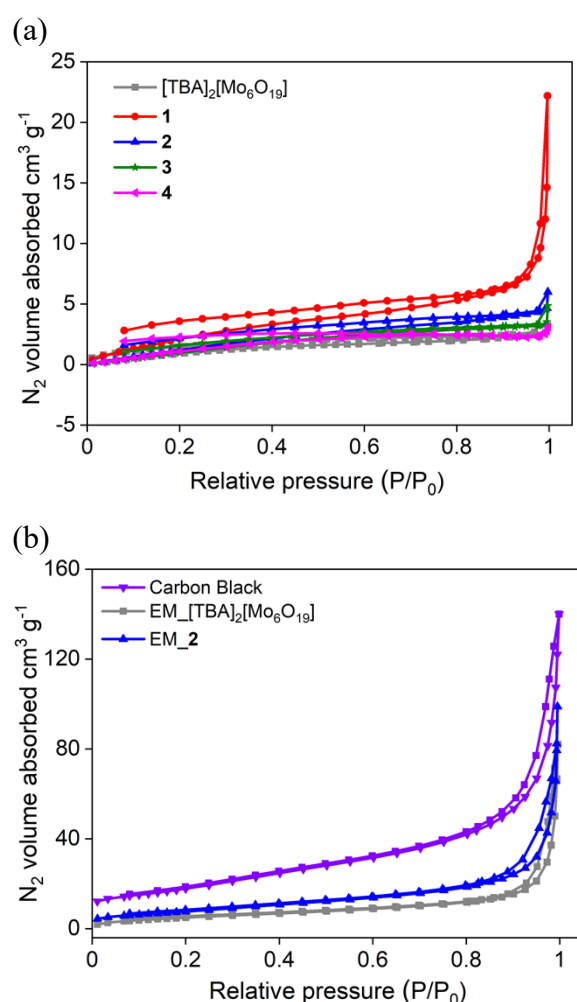 (a)
25
20
15
10
5
0
-5
N₂ volume absorbed cm³ g⁻¹
[TBA]₂[Mo₆O₁₉]
1
2
3
4
0 0.2 0.4 0.6 0.8 1
Relative pressure (P/P₀)
(b)
160
120
80
40
0
N₂ volume absorbed cm³ g⁻¹
Carbon Black
EM_[TBA]₂[Mo₆O₁₉]
EM_2
0 0.2 0.4 0.6 0.8 1
Relative pressure (P/P₀)